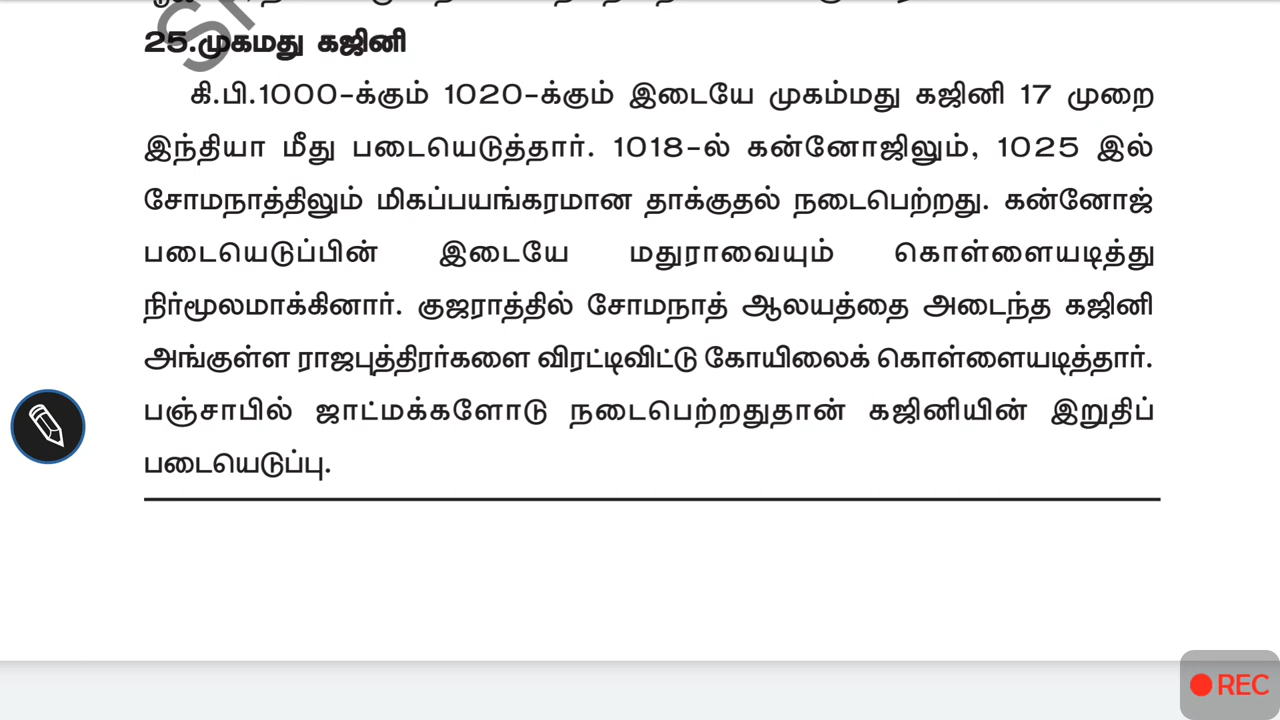 25.முகமது கஜினி
கி.பி.1000-க்கும் 1020-க்கும் இடையே முகம்மது கஜினி 17 முறை
இந்தியா மீது படையெடுத்தார். 1018-ல் கன்னோஜிலும், 1025 இல்
சோமநாத்திலும் மிகப்பயங்கரமான தாக்குதல் நடைபெற்றது. கன்னோஜ்
படையெடுப்பின் இடையே மதுராவையும் கொள்ளையடித்து
நிர்மூலமாக்கினார். குஜராத்தில் சோமநாத் ஆலயத்தை அடைந்த கஜினி
அங்குள்ள ராஜபுத்திரர்களை விரட்டிவிட்டு கோயிலைக் கொள்ளையடித்தார்.
பஞ்சாபில் ஜாட்மக்களோடு நடைபெற்றதுதான் கஜினியின் இறுதிப்
படையெடுப்பு.
REC